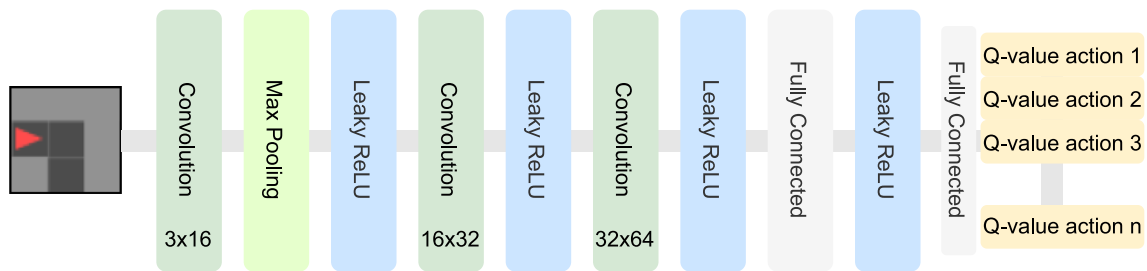 Convolution
3x16
Max Pooling
Leaky ReLU
Convolution
16x32
Leaky ReLU
Convolution
32x64
Leaky ReLU
Fully Connected
Leaky ReLU
Fully Connected
Q-value action 1
Q-value action 2
Q-value action 3
Q-value action n